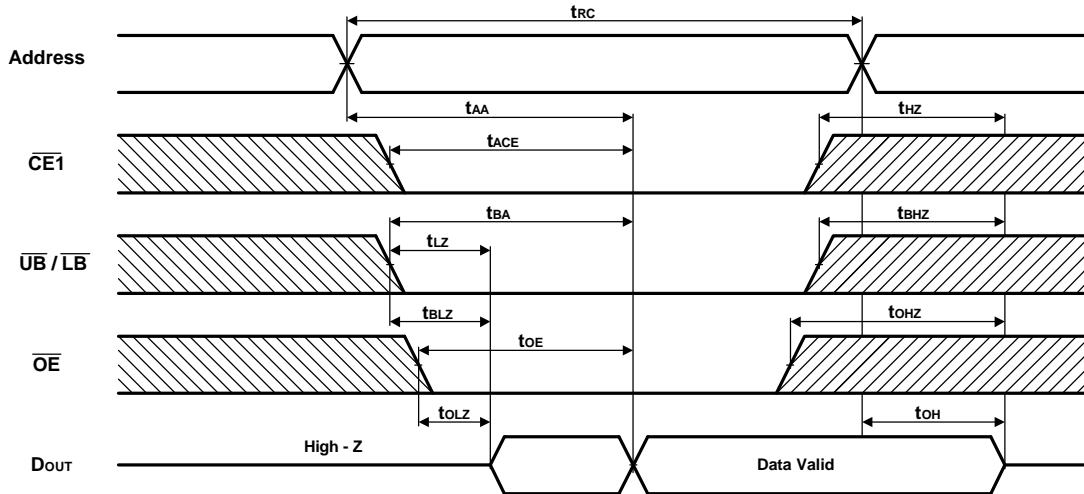 tRC
Address
tAA
tHZ
CE1
tACE
tBA
tBHZ
UB / LB
tLZ
tBLZ
tOHZ
OE
tOE
tOLZ
tOH
DOUT
High - Z
Data Valid